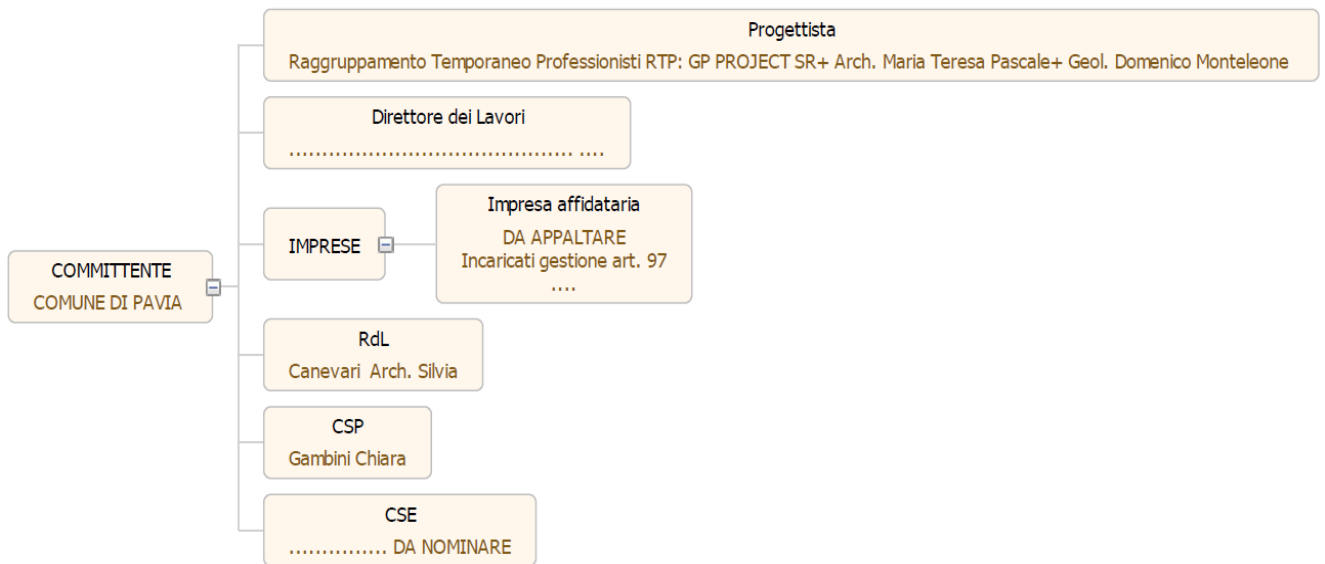 Progettista
Raggruppamento Temporaneo Professionisti RTP: GP PROJECT SR+ Arch. Maria Teresa Pascale+ Geol. Domenico Monteleone
Direttore dei Lavori
........................................... ....
IMPRESE
Impresa affidataria
DA APPALTARE
Incaricati gestione art. 97
....
COMMITTENTE
COMUNE DI PAVIA
RdL
Canevari  Arch. Silvia
CSP
Gambini Chiara
CSE
............... DA NOMINARE